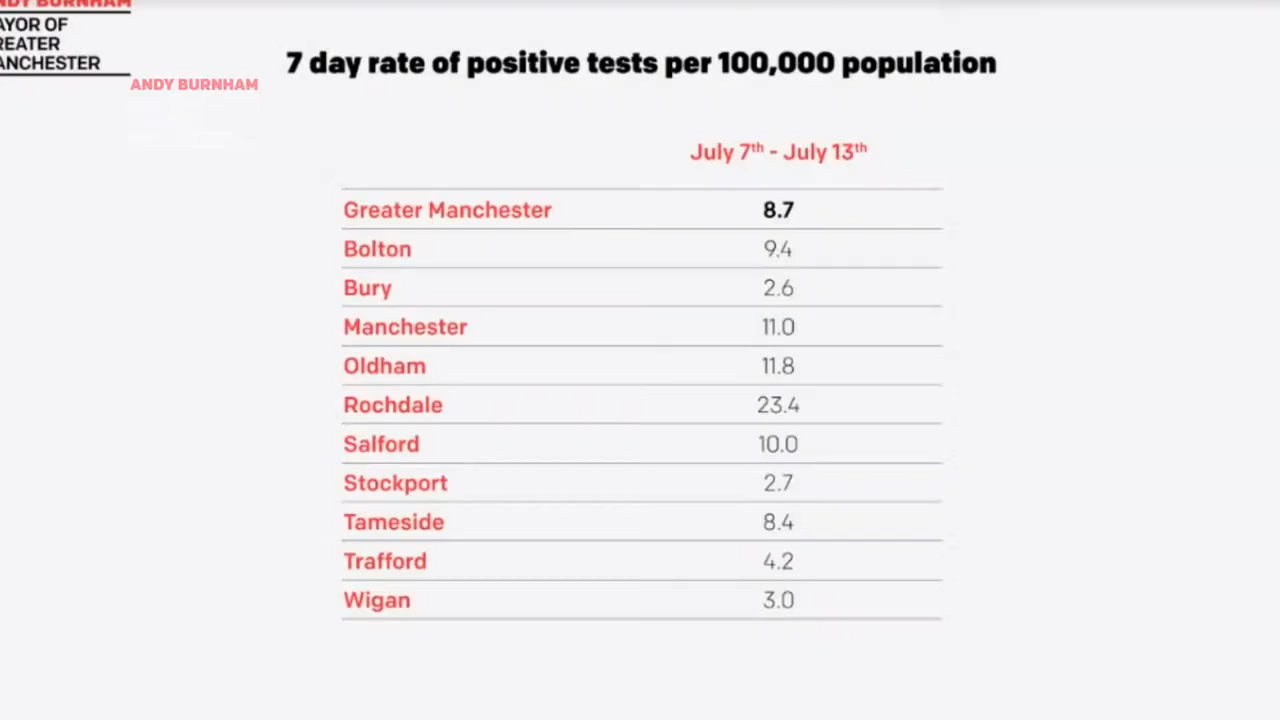 AYOR OF
REATER
ANCHESTER
ANDY BURNHAM
7 day rate of positive tests per 100,000 population
July 7th - July 13th
Greater Manchester 8.7
Bolton 9.4
Bury 2.6
Manchester 11.0
Oldham 11.8
Rochdale 23.4
Salford 10.0
Stockport 2.7
Tameside 8.4
Trafford 4.2
Wigan 3.0